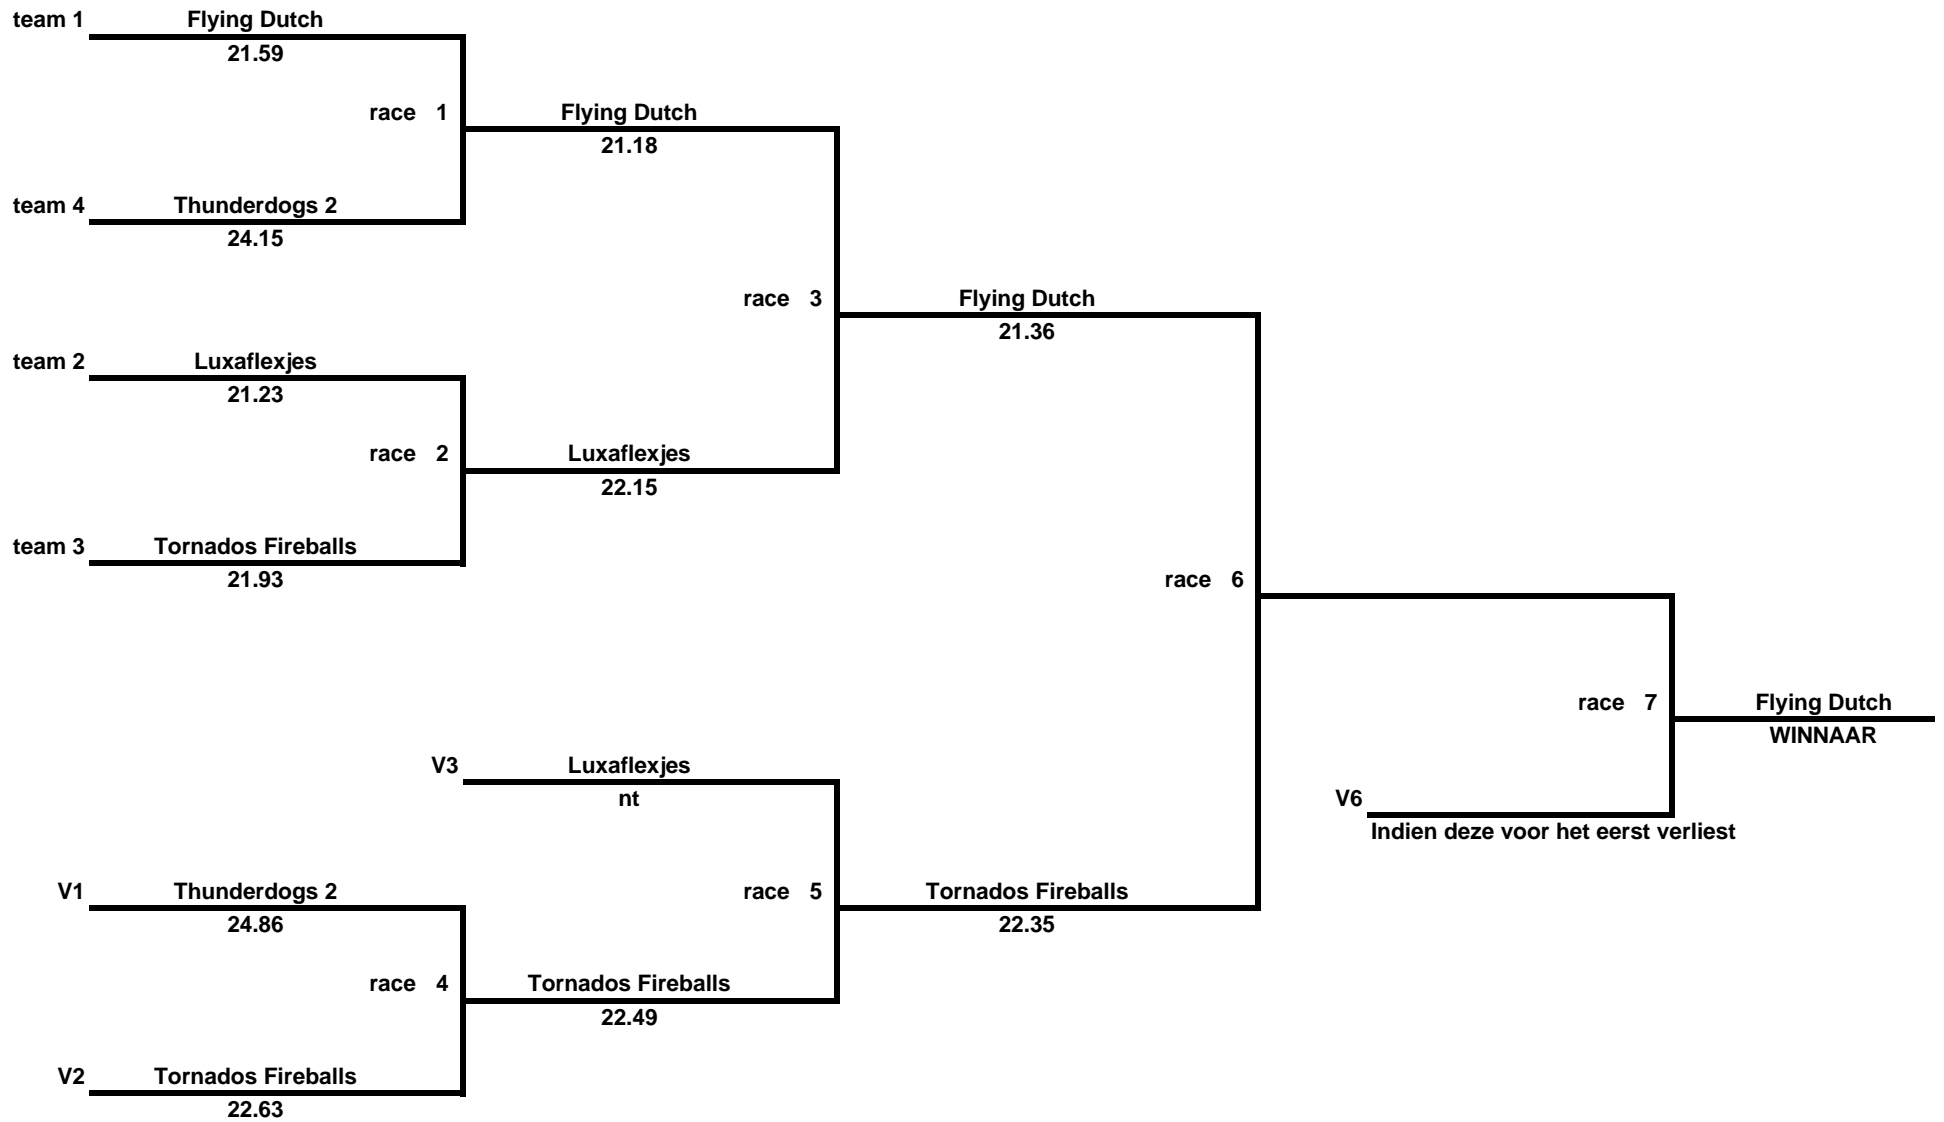 team 1 Flying Dutch
21.59
race 1 Flying Dutch
21.18
team 4 Thunderdogs 2
24.15
race 3 Flying Dutch
21.36
team 2 Luxaflexjes
21.23
race 2 Luxaflexjes
22.15
team 3 Tornados Fireballs
21.93
race 6
race 7 Flying Dutch
WINNAAR
V3 Luxaflexjes
nt
V6
Indien deze voor het eerst verliest
V1 Thunderdogs 2
24.86
race 5 Tornados Fireballs
22.35
race 4 Tornados Fireballs
22.49
V2 Tornados Fireballs
22.63